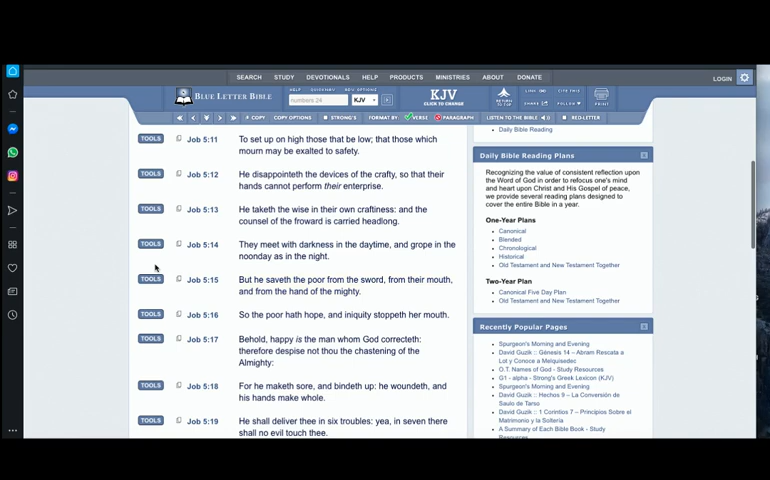 SEARCH STUDY DEVOTIONALS HELP PRODUCTS MINISTRIES ABOUT DONATE
LOGIN
BLUE LETTER BIBLE
HELP QUICKNAV ADV. OPTIONS
numbers 24 KJV
KJV
CLICK TO CHANGE
RETURN
TO TOP
LINK
SHARE
CITE THIS
FOLLOW
PRINT
COPY COPY OPTIONS STRONG'S FORMAT BY VERSE PARAGRAPH LISTEN TO THE BIBLE RED-LETTER
TOOLS Job 5:11 To set up on high those that be low; that those which
mourn may be exalted to safety.
TOOLS Job 5:12 He disappointeth the devices of the crafty, so that their
hands cannot perform their enterprise.
TOOLS Job 5:13 He taketh the wise in their own craftiness: and the
counsel of the froward is carried headlong.
TOOLS Job 5:14 They meet with darkness in the daytime, and grope in the
noonday as in the night.
TOOLS Job 5:15 But he saveth the poor from the sword, from their mouth,
and from the hand of the mighty.
TOOLS Job 5:16 So the poor hath hope, and iniquity stoppeth her mouth.
TOOLS Job 5:17 Behold, happy is the man whom God correcteth:
therefore despise not thou the chastening of the
Almighty:
TOOLS Job 5:18 For he maketh sore, and bindeth up: he woundeth, and
his hands make whole.
TOOLS Job 5:19 He shall deliver thee in six troubles: yea, in seven there
shall no evil touch thee.
Daily Bible Reading
Daily Bible Reading Plans
Recognizing the value of consistent reflection upon
the Word of God in order to refocus one's mind
and heart upon Christ and His Gospel of peace,
we provide several reading plans designed to
cover the entire Bible in a year.
One-Year Plans
Canonical
Blended
Chronological
Historical
Old Testament and New Testament Together
Two-Year Plan
Canonical Five Day Plan
Old Testament and New Testament Together
Recently Popular Pages
Spurgeon's Morning and Evening
David Guzik :: Génesis 14 – Abram Rescata a
Lot y Conoce a Melquisedec
O.T. Names of God - Study Resources
G1 - alpha - Strong's Greek Lexicon (KJV)
Spurgeon's Morning and Evening
David Guzik :: Hechos 9 – La Conversión de
Saulo de Tarso
David Guzik :: 1 Corintios 7 – Principios Sobre el
Matrimonio y la Soltería
A Summary of Each Bible Book - Study
Resources